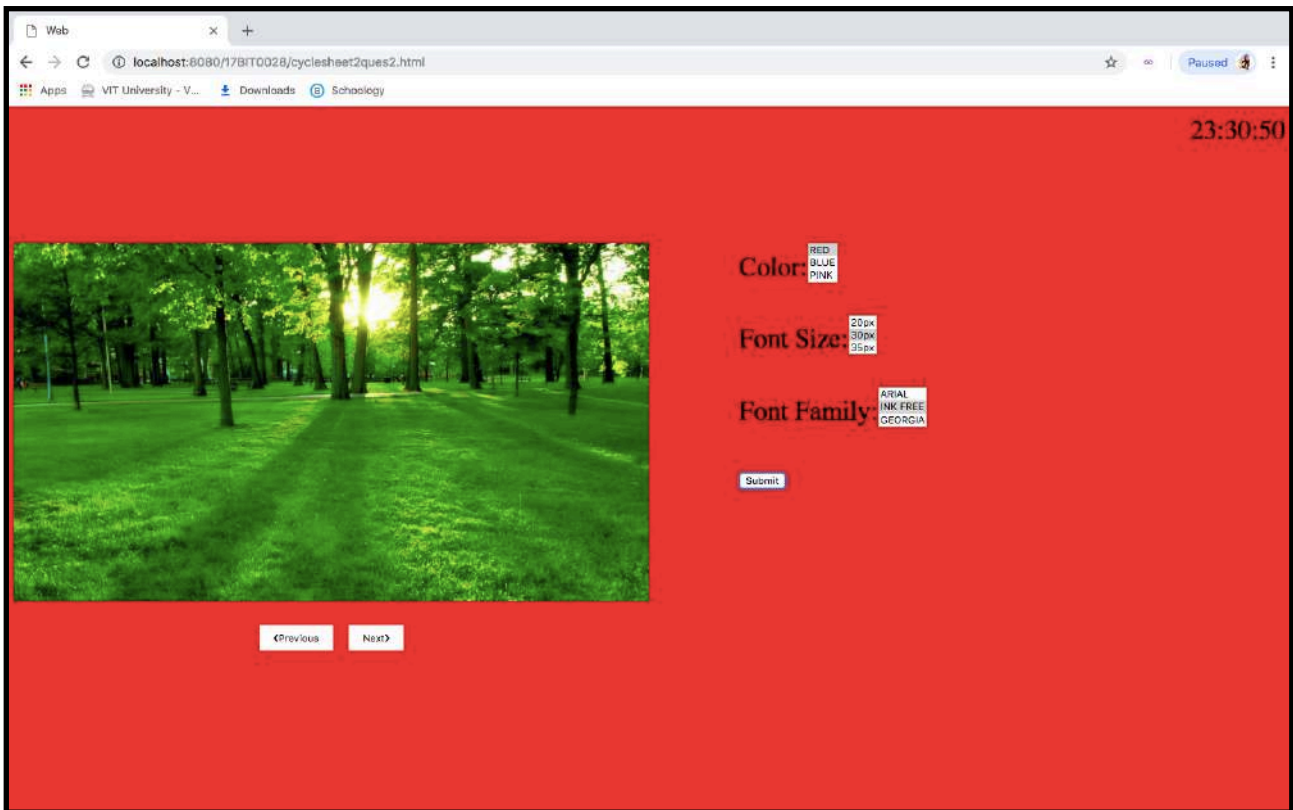 Web
localhost:8080/17BIT0028/cyclesheet2ques2.html
Paused
Apps VIT University - V... Downloads Schoology
23:30:50
Color:
RED
BLUE
PINK
Font Size:
20px
30px
35px
Font Family:
ARIAL
INK FREE
GEORGIA
Submit
❮Previous Next❯